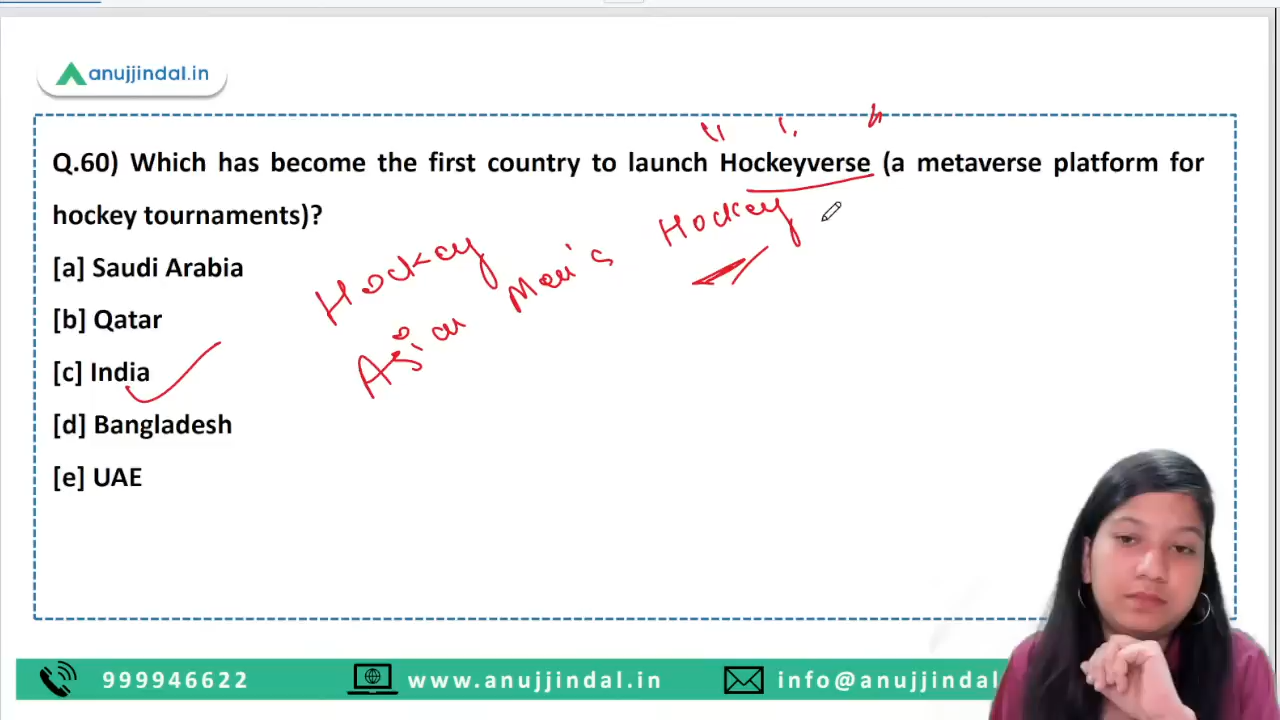 anujjindal.in
Q.60) Which has become the first country to launch Hockeyverse (a metaverse platform for
hockey tournaments)?
[a] Saudi Arabia
[b] Qatar
[c] India
[d] Bangladesh
[e] UAE
Hockey
Asian Men's Hockey
999946622
www.anujjindal.in
info@anujjindal